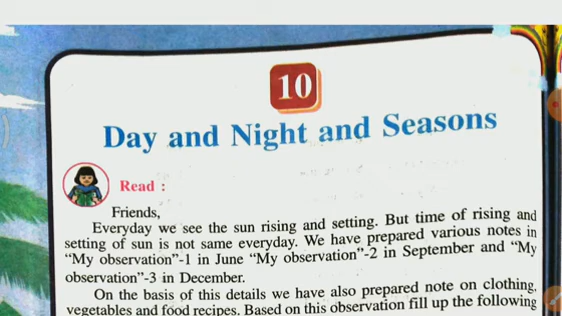 10
Day and Night and Seasons
Read :
Friends,
Everyday we see the sun rising and setting. But time of rising and
setting of sun is not same everyday. We have prepared various notes in
“My observation”-1 in June “My observation”-2 in September and “My
observation”-3 in December.
On the basis of this details we have also prepared note on clothing,
vegetables and food recipes. Based on this observation fill up the following